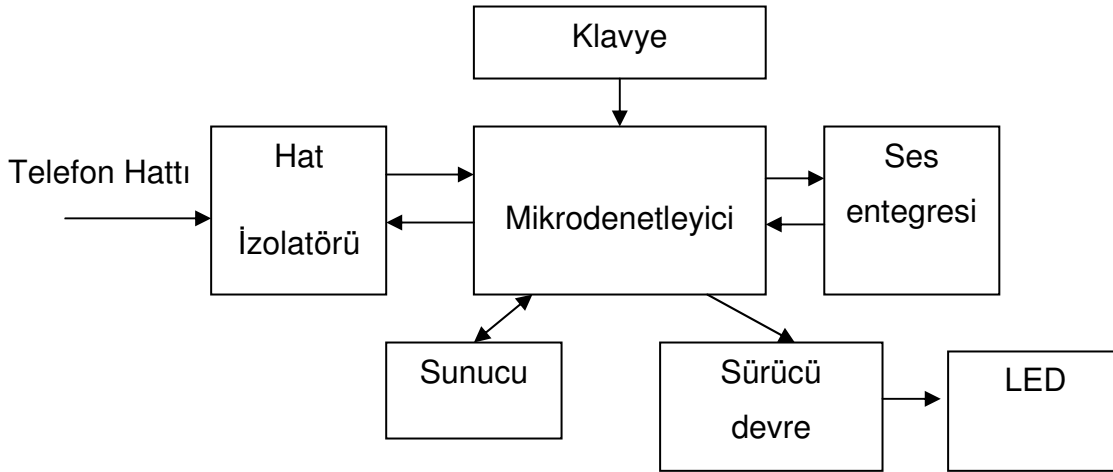 Klavye
Telefon Hattı
Hat
İzolatörü
Mikrodenetleyici
Ses
entegresi
Sunucu
Sürücü
devre
LED